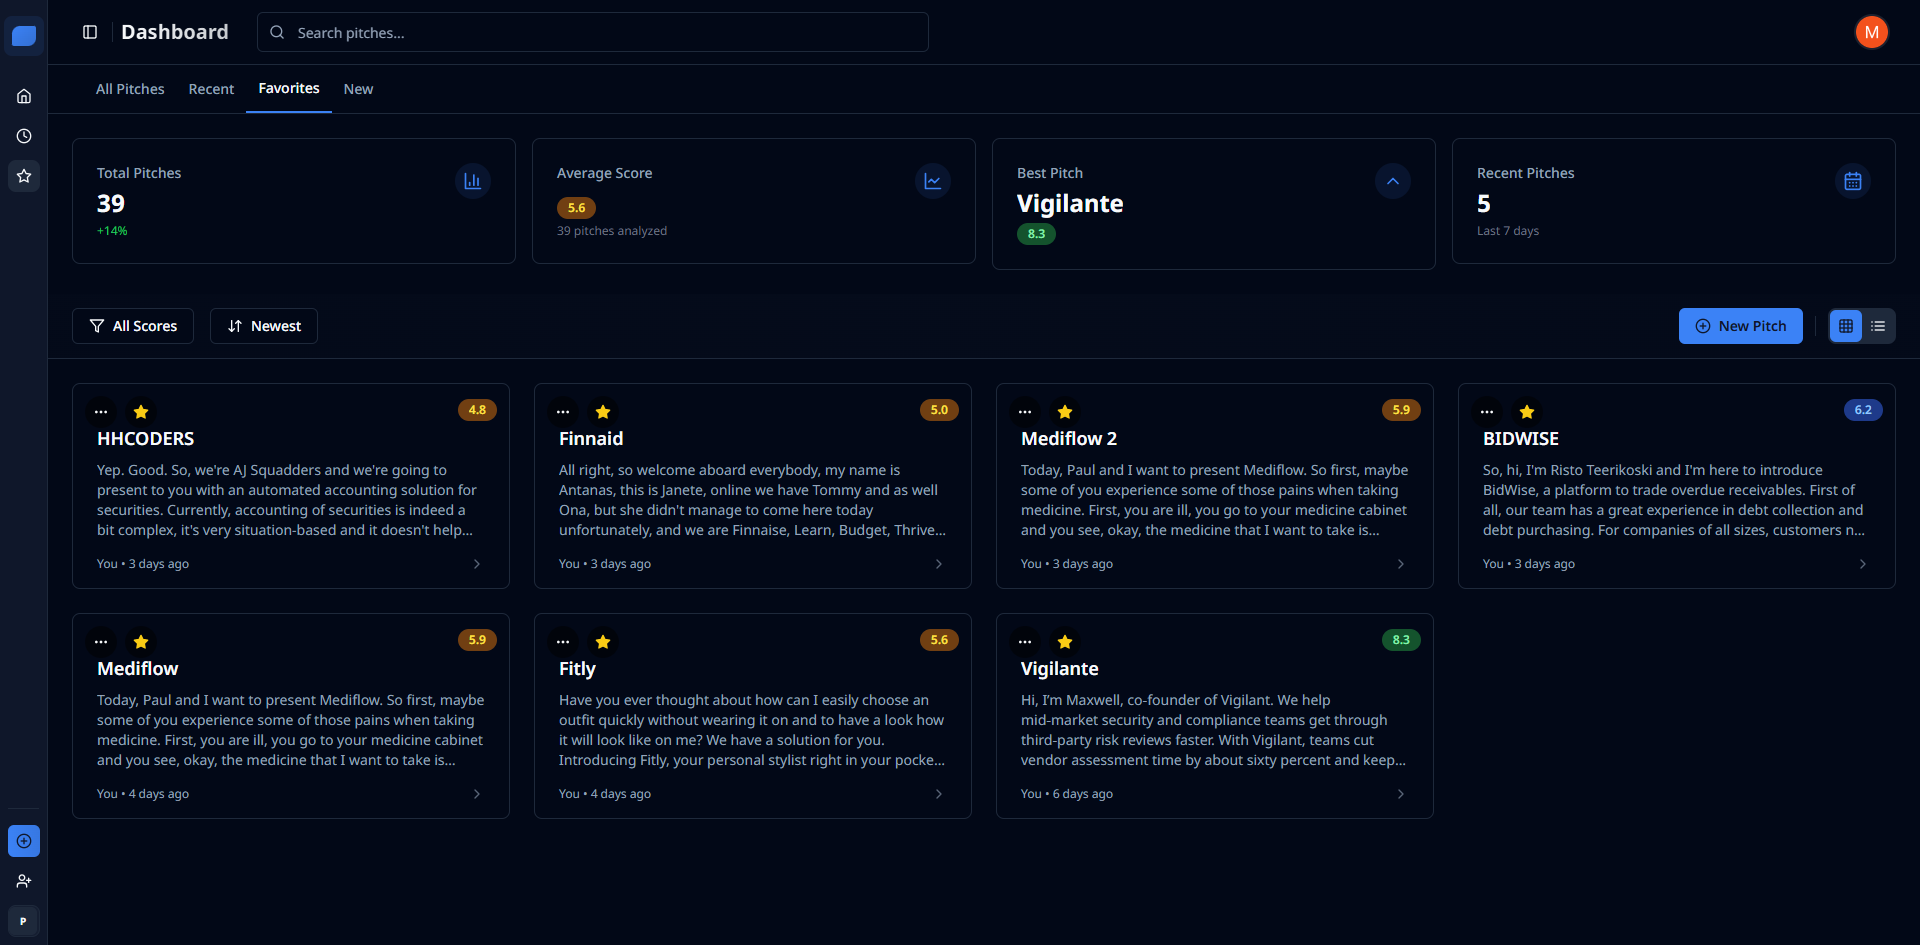 Dashboard
Search pitches...
M
All Pitches
Recent
Favorites
New
Total Pitches
39
+14%
Average Score
5.6
39 pitches analyzed
Best Pitch
Vigilante
8.3
Recent Pitches
5
Last 7 days
All Scores
Newest
New Pitch
4.8
HHCODERS
Yep. Good. So, we're AJ Squadders and we're going to
present to you with an automated accounting solution for
securities. Currently, accounting of securities is indeed a
bit complex, it's very situation-based and it doesn't help...
You • 3 days ago
5.0
Finnaid
All right, so welcome aboard everybody, my name is
Antanas, this is Janete, online we have Tommy and as well
Ona, but she didn't manage to come here today
unfortunately, and we are Finnaise, Learn, Budget, Thrive...
You • 3 days ago
5.9
Mediflow 2
Today, Paul and I want to present Mediflow. So first, maybe
some of you experience some of those pains when taking
medicine. First, you are ill, you go to your medicine cabinet
and you see, okay, the medicine that I want to take is...
You • 3 days ago
6.2
BIDWISE
So, hi, I'm Risto Teerikoski and I'm here to introduce
BidWise, a platform to trade overdue receivables. First of
all, our team has a great experience in debt collection and
debt purchasing. For companies of all sizes, customers n...
You • 3 days ago
5.9
Mediflow
Today, Paul and I want to present Mediflow. So first, maybe
some of you experience some of those pains when taking
medicine. First, you are ill, you go to your medicine cabinet
and you see, okay, the medicine that I want to take is...
You • 4 days ago
5.6
Fitly
Have you ever thought about how can I easily choose an
outfit quickly without wearing it on and to have a look how
it will look like on me? We have a solution for you.
Introducing Fitly, your personal stylist right in your pocke...
You • 4 days ago
8.3
Vigilante
Hi, I’m Maxwell, co-founder of Vigilant. We help
mid-market security and compliance teams get through
third-party risk reviews faster. With Vigilant, teams cut
vendor assessment time by about sixty percent and keep...
You • 6 days ago
P